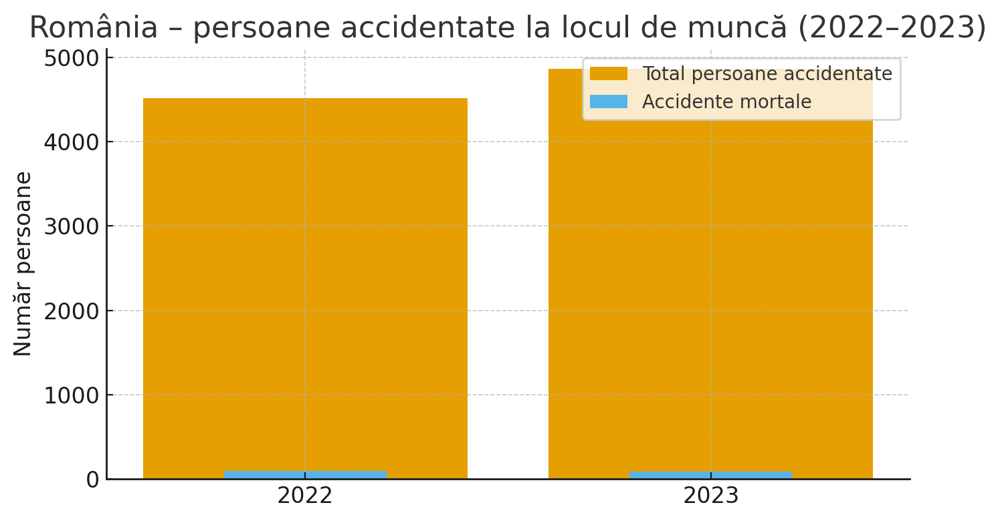 România – persoane accidentate la locul de muncă (2022–2023)
Număr persoane
5000
4000
3000
2000
1000
0
Total persoane accidentate
Accidente mortale
2022
2023